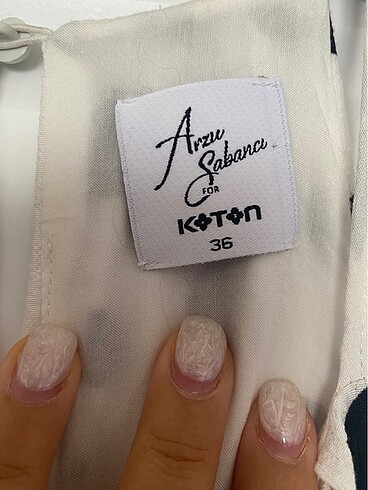 Arzu
Sabancı
FOR
KOTON
36